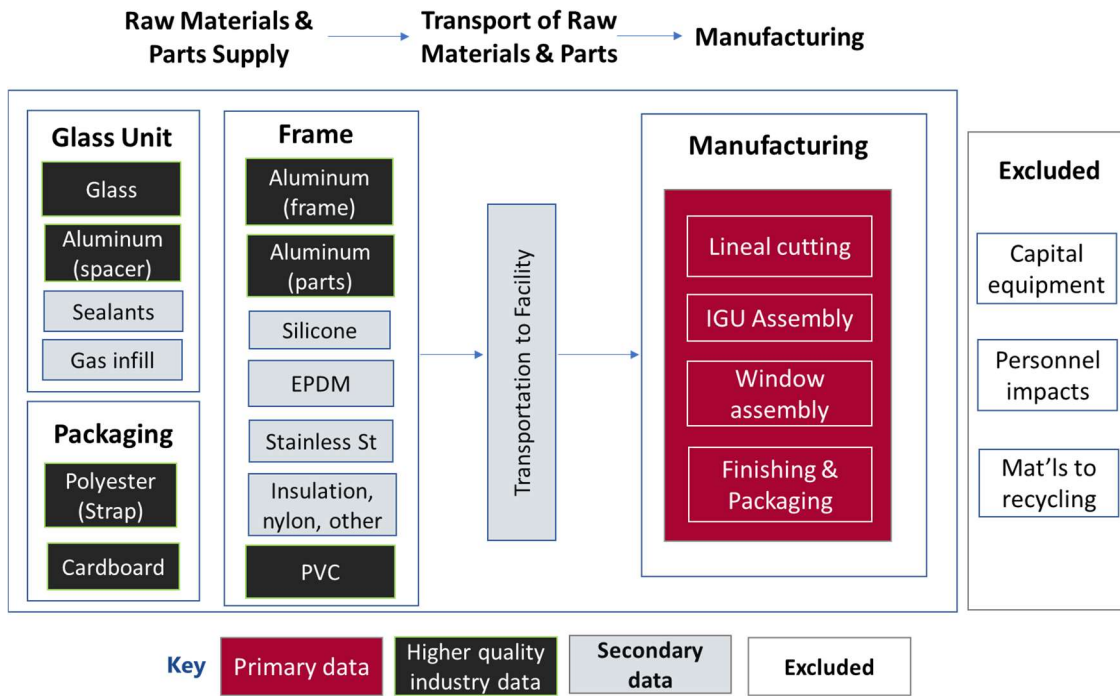 Raw Materials &
Parts Supply
Transport of Raw
Materials & Parts
Manufacturing
Glass Unit
Glass
Aluminum
(spacer)
Sealants
Gas infill
Packaging
Polyester
(Strap)
Cardboard
Frame
Aluminum
(frame)
Aluminum
(parts)
Silicone
EPDM
Stainless St
Insulation,
nylon, other
PVC
Transportation to Facility
Manufacturing
Lineal cutting
IGU Assembly
Window
assembly
Finishing &
Packaging
Excluded
Capital
equipment
Personnel
impacts
Mat’ls to
recycling
Key
Primary data
Higher quality
industry data
Secondary
data
Excluded